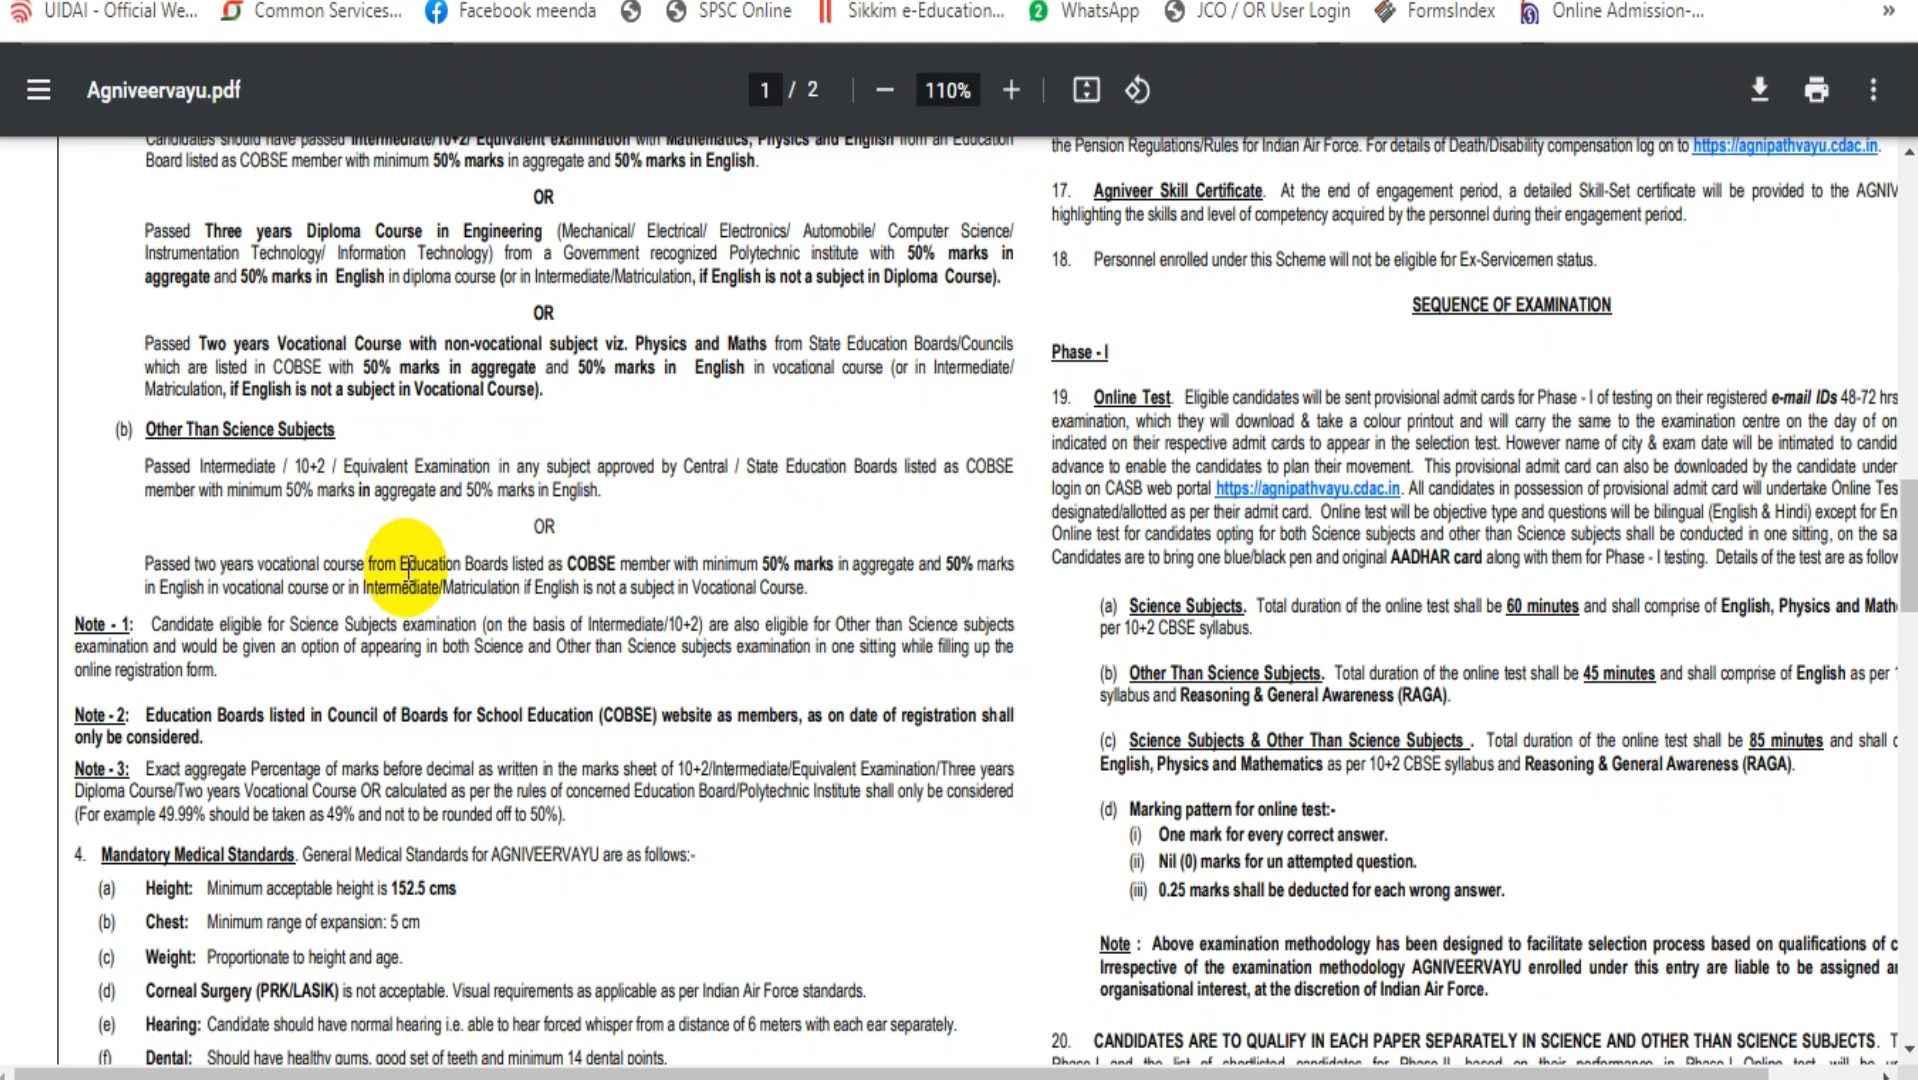 UIDAI - Official We...
Common Services...
Facebook meenda
SPSC Online
Sikkim e-Education...
2 WhatsApp
JCO / OR User Login
FormsIndex
Online Admission-...
»
Agniveervayu.pdf
1 / 2
110%
Candidates should have passed Intermediate/10+2/ Equivalent examination with Mathematics, Physics and English from an Education
Board listed as COBSE member with minimum 50% marks in aggregate and 50% marks in English.
OR
Passed Three years Diploma Course in Engineering (Mechanical/ Electrical/ Electronics/ Automobile/ Computer Science/
Instrumentation Technology/ Information Technology) from a Government recognized Polytechnic institute with 50% marks in
aggregate and 50% marks in English in diploma course (or in Intermediate/Matriculation, if English is not a subject in Diploma Course).
OR
Passed Two years Vocational Course with non-vocational subject viz. Physics and Maths from State Education Boards/Councils
which are listed in COBSE with 50% marks in aggregate and 50% marks in English in vocational course (or in Intermediate/
Matriculation, if English is not a subject in Vocational Course).
(b) Other Than Science Subjects
Passed Intermediate / 10+2 / Equivalent Examination in any subject approved by Central / State Education Boards listed as COBSE
member with minimum 50% marks in aggregate and 50% marks in English.
OR
Passed two years vocational course from Education Boards listed as COBSE member with minimum 50% marks in aggregate and 50% marks
in English in vocational course or in Intermediate/Matriculation if English is not a subject in Vocational Course.
Note - 1: Candidate eligible for Science Subjects examination (on the basis of Intermediate/10+2) are also eligible for Other than Science subjects
examination and would be given an option of appearing in both Science and Other than Science subjects examination in one sitting while filling up the
online registration form.
Note - 2: Education Boards listed in Council of Boards for School Education (COBSE) website as members, as on date of registration shall
only be considered.
Note - 3: Exact aggregate Percentage of marks before decimal as written in the marks sheet of 10+2/Intermediate/Equivalent Examination/Three years
Diploma Course/Two years Vocational Course OR calculated as per the rules of concerned Education Board/Polytechnic Institute shall only be considered
(For example 49.99% should be taken as 49% and not to be rounded off to 50%).
4. Mandatory Medical Standards. General Medical Standards for AGNIVEERVAYU are as follows:-
(a) Height: Minimum acceptable height is 152.5 cms
(b) Chest: Minimum range of expansion: 5 cm
(c) Weight: Proportionate to height and age.
(d) Corneal Surgery (PRK/LASIK) is not acceptable. Visual requirements as applicable as per Indian Air Force standards.
(e) Hearing: Candidate should have normal hearing i.e. able to hear forced whisper from a distance of 6 meters with each ear separately.
(f) Dental: Should have healthy gums, good set of teeth and minimum 14 dental points.
the Pension Regulations/Rules for Indian Air Force. For details of Death/Disability compensation log on to https://agnipathvayu.cdac.in.
17. Agniveer Skill Certificate. At the end of engagement period, a detailed Skill-Set certificate will be provided to the AGNIV
highlighting the skills and level of competency acquired by the personnel during their engagement period.
18. Personnel enrolled under this Scheme will not be eligible for Ex-Servicemen status.
SEQUENCE OF EXAMINATION
Phase - I
19. Online Test. Eligible candidates will be sent provisional admit cards for Phase - I of testing on their registered e-mail IDs 48-72 hrs
examination, which they will download & take a colour printout and will carry the same to the examination centre on the day of on
indicated on their respective admit cards to appear in the selection test. However name of city & exam date will be intimated to candid
advance to enable the candidates to plan their movement. This provisional admit card can also be downloaded by the candidate under
login on CASB web portal https://agnipathvayu.cdac.in. All candidates in possession of provisional admit card will undertake Online Tes
designated/allotted as per their admit card. Online test will be objective type and questions will be bilingual (English & Hindi) except for En
Online test for candidates opting for both Science subjects and other than Science subjects shall be conducted in one sitting, on the sa
Candidates are to bring one blue/black pen and original AADHAR card along with them for Phase - I testing. Details of the test are as follow
(a) Science Subjects. Total duration of the online test shall be 60 minutes and shall comprise of English, Physics and Math
per 10+2 CBSE syllabus.
(b) Other Than Science Subjects. Total duration of the online test shall be 45 minutes and shall comprise of English as per
syllabus and Reasoning & General Awareness (RAGA).
(c) Science Subjects & Other Than Science Subjects . Total duration of the online test shall be 85 minutes and shall c
English, Physics and Mathematics as per 10+2 CBSE syllabus and Reasoning & General Awareness (RAGA).
(d) Marking pattern for online test:-
(i) One mark for every correct answer.
(ii) Nil (0) marks for un attempted question.
(iii) 0.25 marks shall be deducted for each wrong answer.
Note : Above examination methodology has been designed to facilitate selection process based on qualifications of c
Irrespective of the examination methodology AGNIVEERVAYU enrolled under this entry are liable to be assigned a
organisational interest, at the discretion of Indian Air Force.
20. CANDIDATES ARE TO QUALIFY IN EACH PAPER SEPARATELY IN SCIENCE AND OTHER THAN SCIENCE SUBJECTS. T
Phase I and the list of shortlisted candidates for Phase II based on their performance in Phase I Online test will be